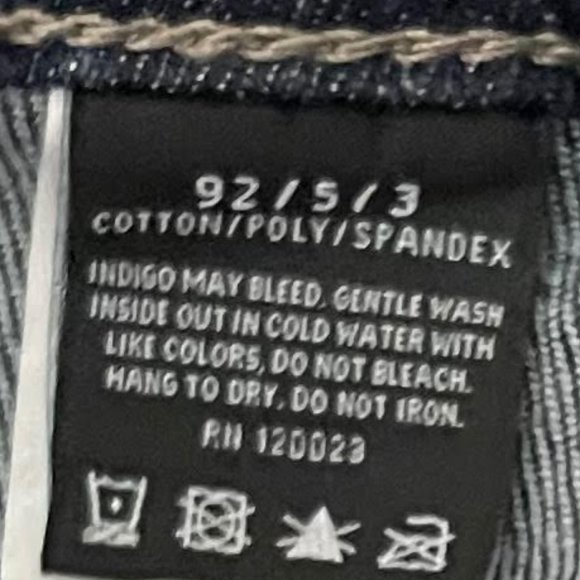 92/5/3
COTTON/POLY/SPANDEX
INDIGO MAY BLEED. GENTLE WASH
INSIDE OUT IN COLD WATER WITH
LIKE COLORS, DO NOT BLEACH.
HANG TO DRY. DO NOT IRON.
RN 120023